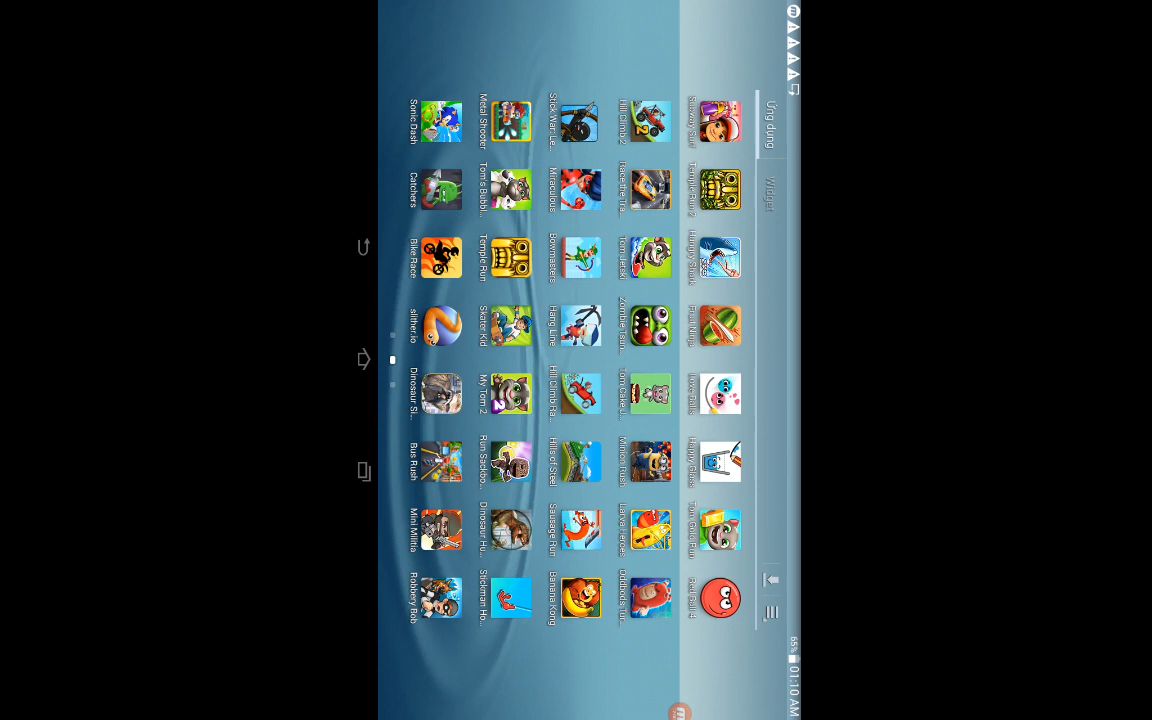 65% 01:10 AM
Ứng dụng Widget
Subway Surf Temple Run 2 Hungry Shark Fruit Ninja Love Balls Happy Glass Tom Gold Run Red Ball 4
Hill Climb 2 Race the Tra... Tom Jetski Zombie Tsun... Tom Cake J... Minion Rush Larva Heroes Oddbods Tur...
Stick War: Le... Miraculous Bowmasters Hang Line Hill Climb Ra... Hills of Steel Sausage Run Banana Kong
Metal Shooter Tom's Bubbl... Temple Run Skater Kid My Tom 2 Run Sackbo... Dinosaur Hu... Stickman Ho...
Sonic Dash Catchers Bike Race slither.io Dinosaur Si... Bus Rush Mini Militia Robbery Bob